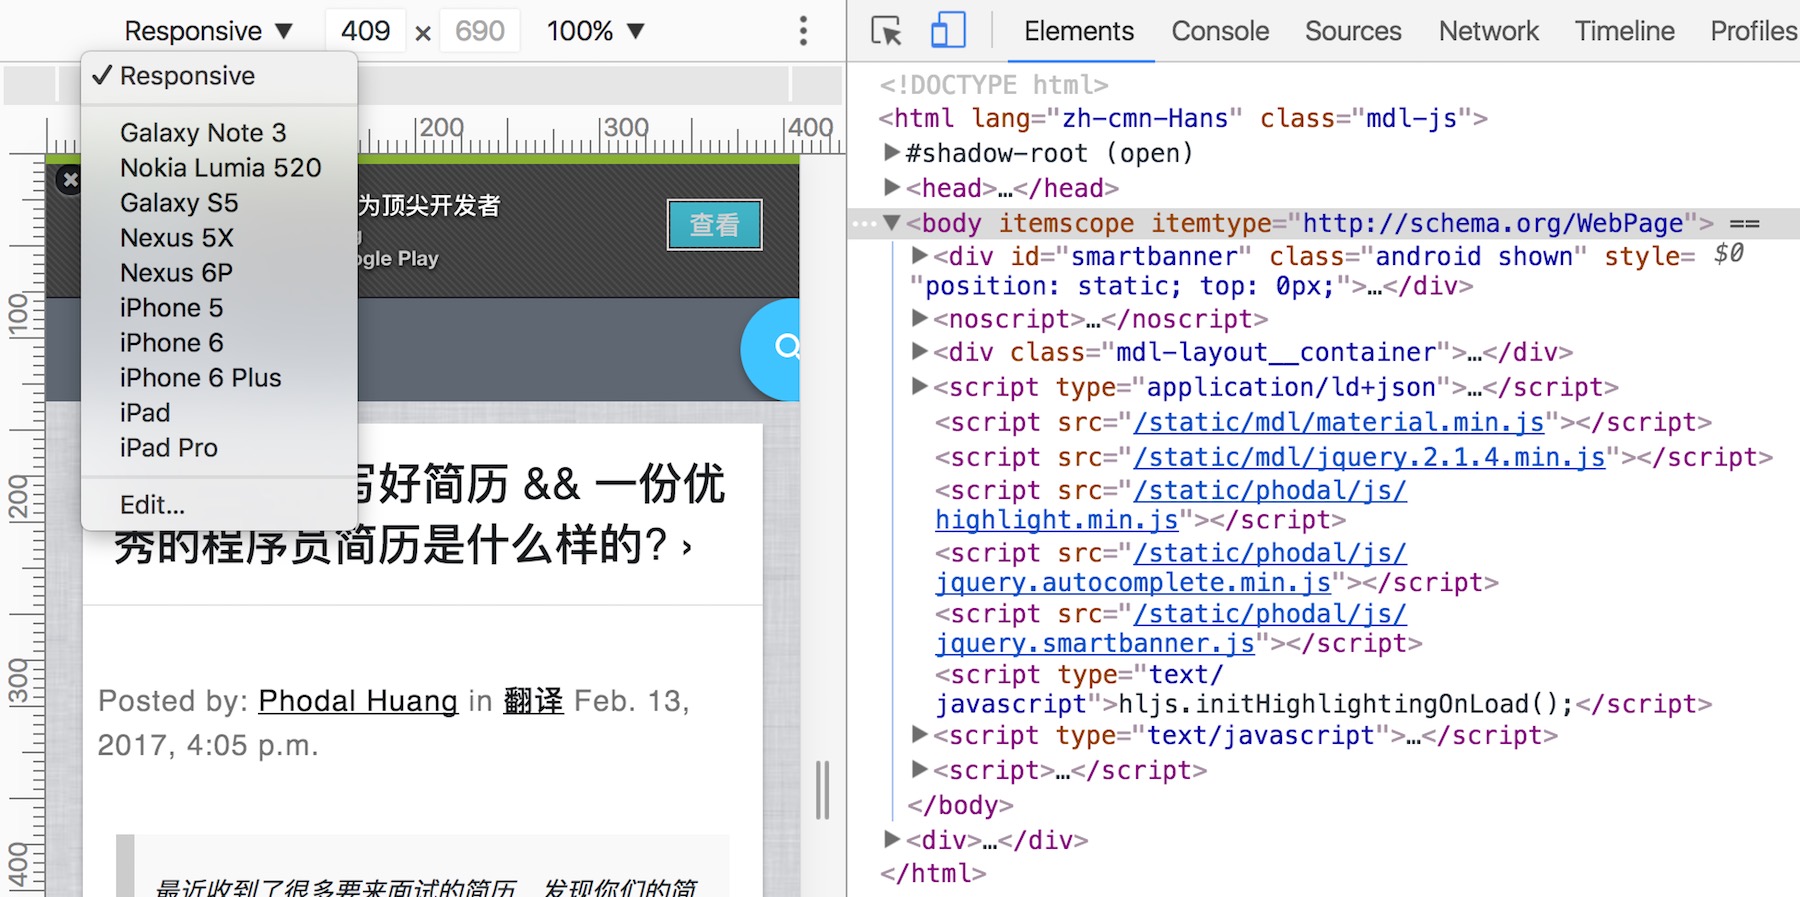 Responsive ▼ 409 × 690 100% ▼
✓ Responsive
Galaxy Note 3
Nokia Lumia 520
Galaxy S5
Nexus 5X
Nexus 6P
iPhone 5
iPhone 6
iPhone 6 Plus
iPad
iPad Pro
Edit...
200 300 400
100
200
300
400
为顶尖开发者
ogle Play
查看
写好简历 && 一份优
秀的程序员简历是什么样的? ›
Posted by: Phodal Huang in 翻译 Feb. 13,
2017, 4:05 p.m.
最近收到了很多要来面试的简历，发现你们的简
Elements Console Sources Network Timeline Profiles
<!DOCTYPE html>
<html lang="zh-cmn-Hans" class="mdl-js">
▶#shadow-root (open)
▶<head>…</head>
…▼<body itemscope itemtype="http://schema.org/WebPage"> == $0
▶<div id="smartbanner" class="android shown" style=
"position: static; top: 0px;">…</div>
▶<noscript>…</noscript>
▶<div class="mdl-layout__container">…</div>
▶<script type="application/ld+json">…</script>
<script src="/static/mdl/material.min.js"></script>
<script src="/static/mdl/jquery.2.1.4.min.js"></script>
<script src="/static/phodal/js/
highlight.min.js"></script>
<script src="/static/phodal/js/
jquery.autocomplete.min.js"></script>
<script src="/static/phodal/js/
jquery.smartbanner.js"></script>
<script type="text/
javascript">hljs.initHighlightingOnLoad();</script>
▶<script type="text/javascript">…</script>
▶<script>…</script>
</body>
▶<div>…</div>
</html>